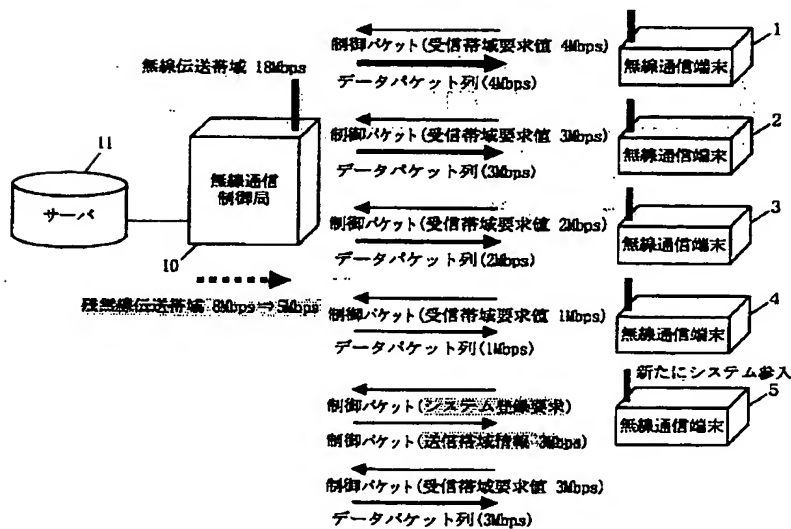 制御パケット(受信帯域要求値 4Mbps)
データパケット列(4Mbps)
1
無線通信端末
無線伝送帯域 18Mbps
制御パケット(受信帯域要求値 3Mbps)
データパケット列(3Mbps)
2
無線通信端末
11
サーバ
無線通信
制御局
10
制御パケット(受信帯域要求値 2Mbps)
データパケット列(2Mbps)
3
無線通信端末
残無線伝送帯域 8Mbps⇒5Mbps
制御パケット(受信帯域要求値 1Mbps)
データパケット列(1Mbps)
4
無線通信端末
新たにシステム参入
5
無線通信端末
制御パケット(システム登録要求)
制御パケット(送信帯域情報 3Mbps)
制御パケット(受信帯域要求値 3Mbps)
データパケット列(3Mbps)